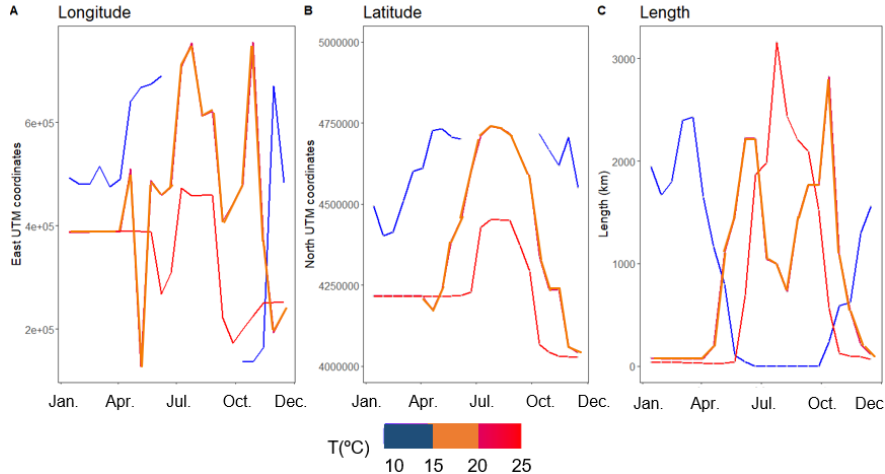 A Longitude
B Latitude
C Length
East UTM coordinates
6e+05
4e+05
2e+05
Jan. Apr. Jul. Oct. Dec.
North UTM coordinates
5000000
4750000
4500000
4250000
4000000
Jan. Apr. Jul. Oct. Dec.
Length (km)
3000
2000
1000
0
Jan. Apr. Jul. Oct. Dec.
T(ºC)
10 15 20 25